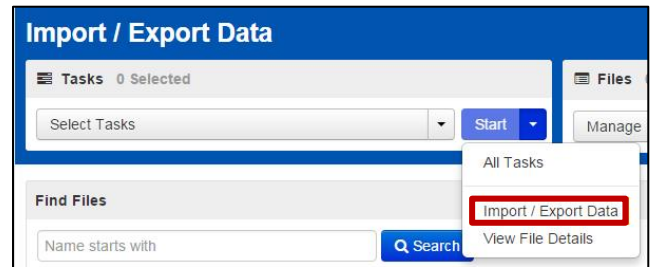 Import / Export Data
Tasks 0 Selected
Files
Select Tasks
Start
Manage
All Tasks
Import / Export Data
View File Details
Find Files
Name starts with
Search